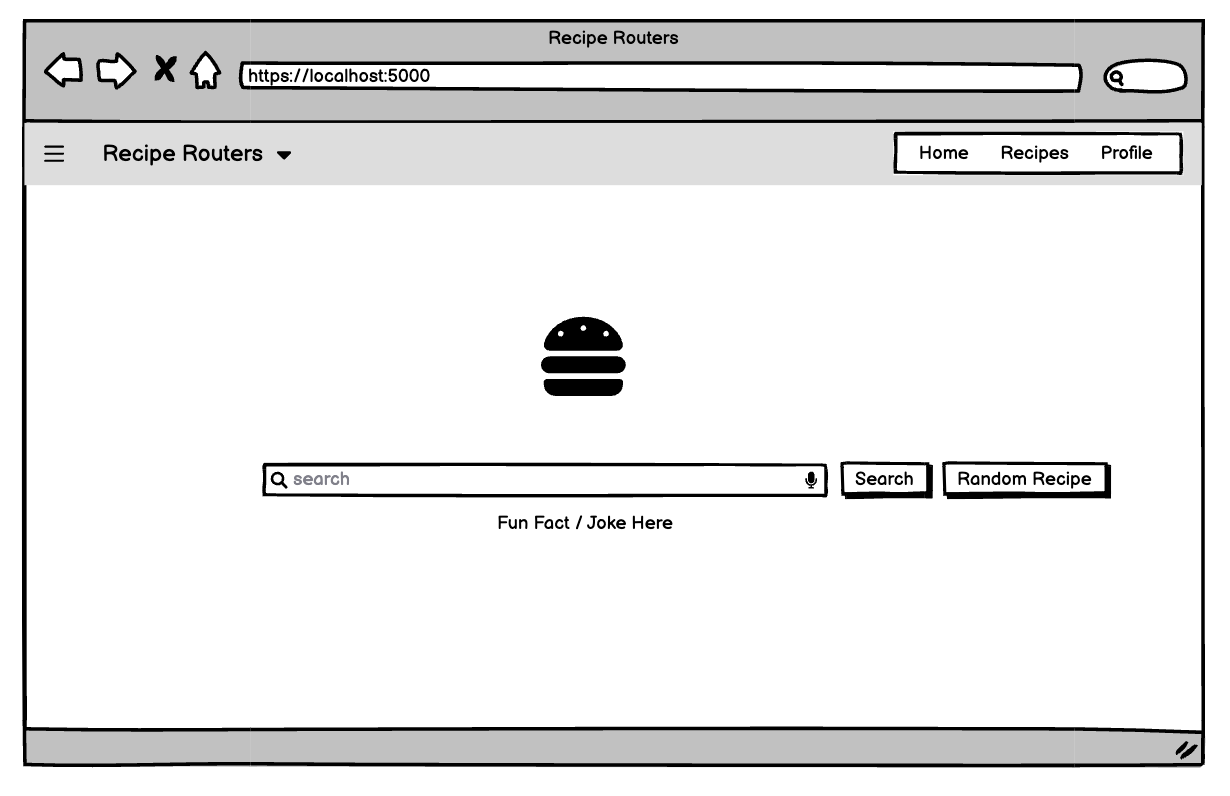 Recipe Routers
https://localhost:5000
Recipe Routers
Home Recipes Profile
search
Search
Random Recipe
Fun Fact / Joke Here